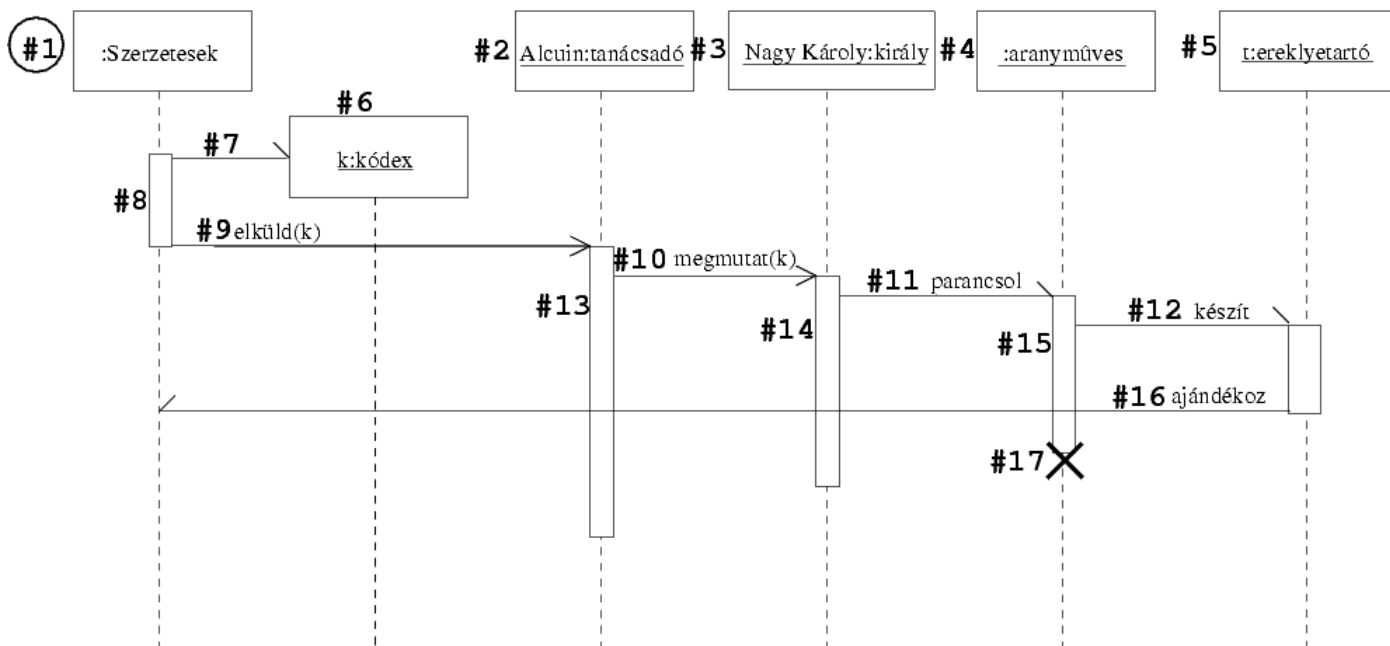 #1 :Szerzetesek #2 Alcuin:tanácsadó #3 Nagy Károly:király #4 :aranymûves #5 t:ereklyetartó
#6
#7 k:kódex
#8
#9 elküld(k)
#10 megmutat(k)
#11 parancsol
#12 készít
#13
#14
#15
#16 ajándékoz
#17